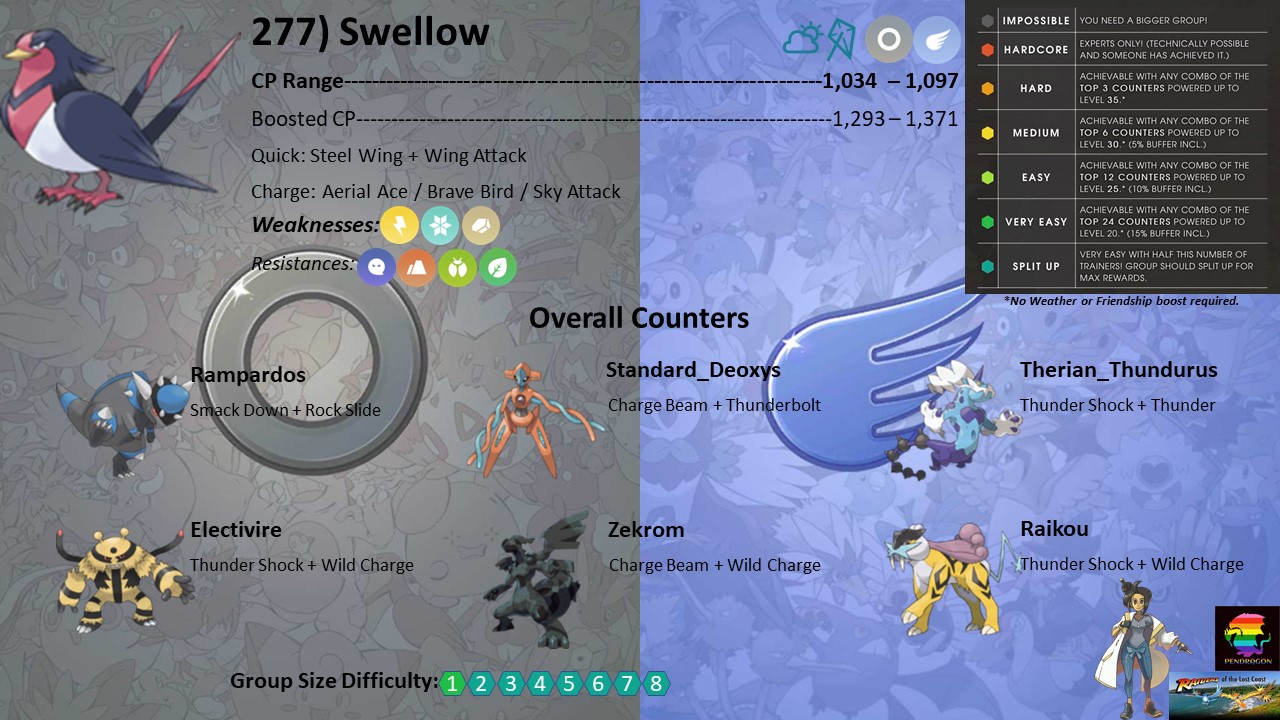 277) Swellow
CP Range------------------------------------------------------------1,034 – 1,097
Boosted CP------------------------------------------------------------1,293 – 1,371
Quick: Steel Wing + Wing Attack
Charge: Aerial Ace / Brave Bird / Sky Attack
Weaknesses:
Resistances:
IMPOSSIBLE YOU NEED A BIGGER GROUP!
HARDCORE EXPERTS ONLY! (TECHNICALLY POSSIBLE
AND SOMEONE HAS ACHIEVED IT.)
HARD ACHIEVABLE WITH ANY COMBO OF THE
TOP 3 COUNTERS POWERED UP TO
LEVEL 35.*
MEDIUM ACHIEVABLE WITH ANY COMBO OF THE
TOP 6 COUNTERS POWERED UP TO
LEVEL 30.* (5% BUFFER INCL.)
EASY ACHIEVABLE WITH ANY COMBO OF THE
TOP 12 COUNTERS POWERED UP TO
LEVEL 25.* (10% BUFFER INCL.)
VERY EASY ACHIEVABLE WITH ANY COMBO OF THE
TOP 24 COUNTERS POWERED UP TO
LEVEL 20.* (15% BUFFER INCL.)
SPLIT UP VERY EASY WITH HALF THIS NUMBER OF
TRAINERS! GROUP SHOULD SPLIT UP FOR
MAX REWARDS.
*No Weather or Friendship boost required.
Overall Counters
Rampardos
Smack Down + Rock Slide
Standard_Deoxys
Charge Beam + Thunderbolt
Therian_Thundurus
Thunder Shock + Thunder
Electivire
Thunder Shock + Wild Charge
Zekrom
Charge Beam + Wild Charge
Raikou
Thunder Shock + Wild Charge
Group Size Difficulty: 1 2 3 4 5 6 7 8
PENDRAGON
RAIDERS of the Lost Coast